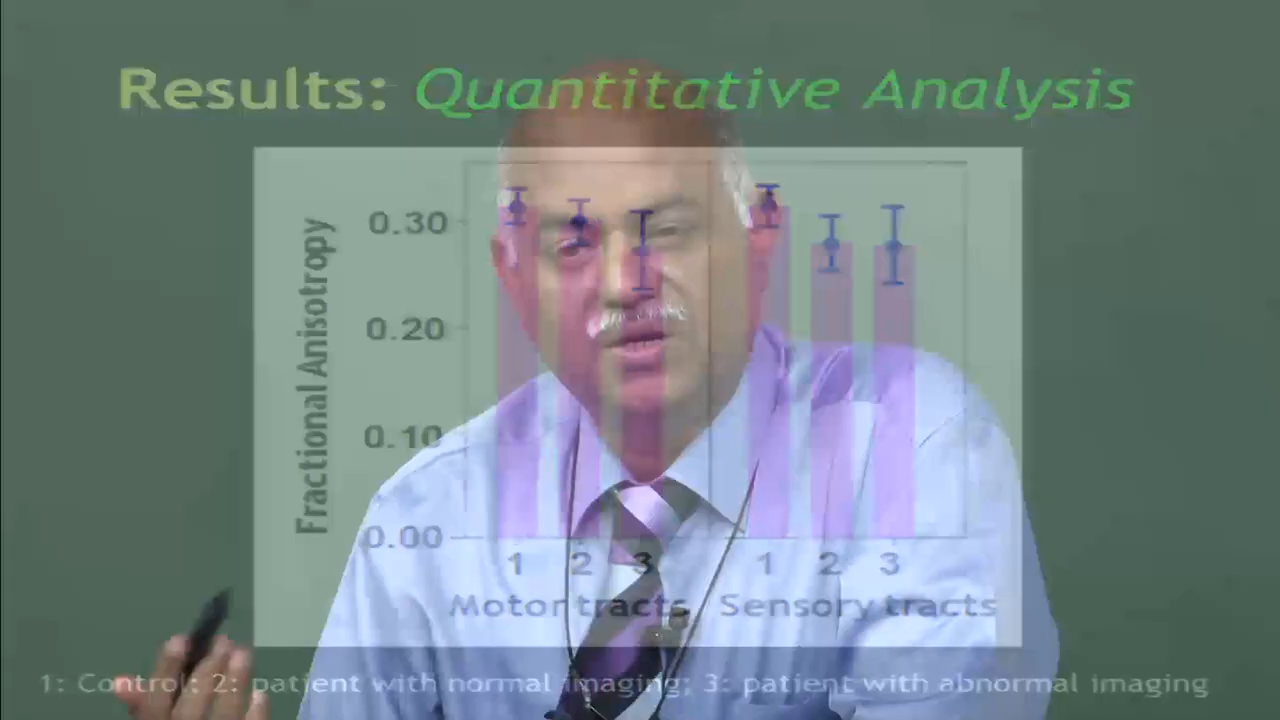 Results: Quantitative Analysis
Fractional Anisotropy
0.30
0.20
0.10
0.00
1 2 3 1 2 3
Motor tracts Sensory tracts
1: Control; 2: patient with normal imaging; 3: patient with abnormal imaging